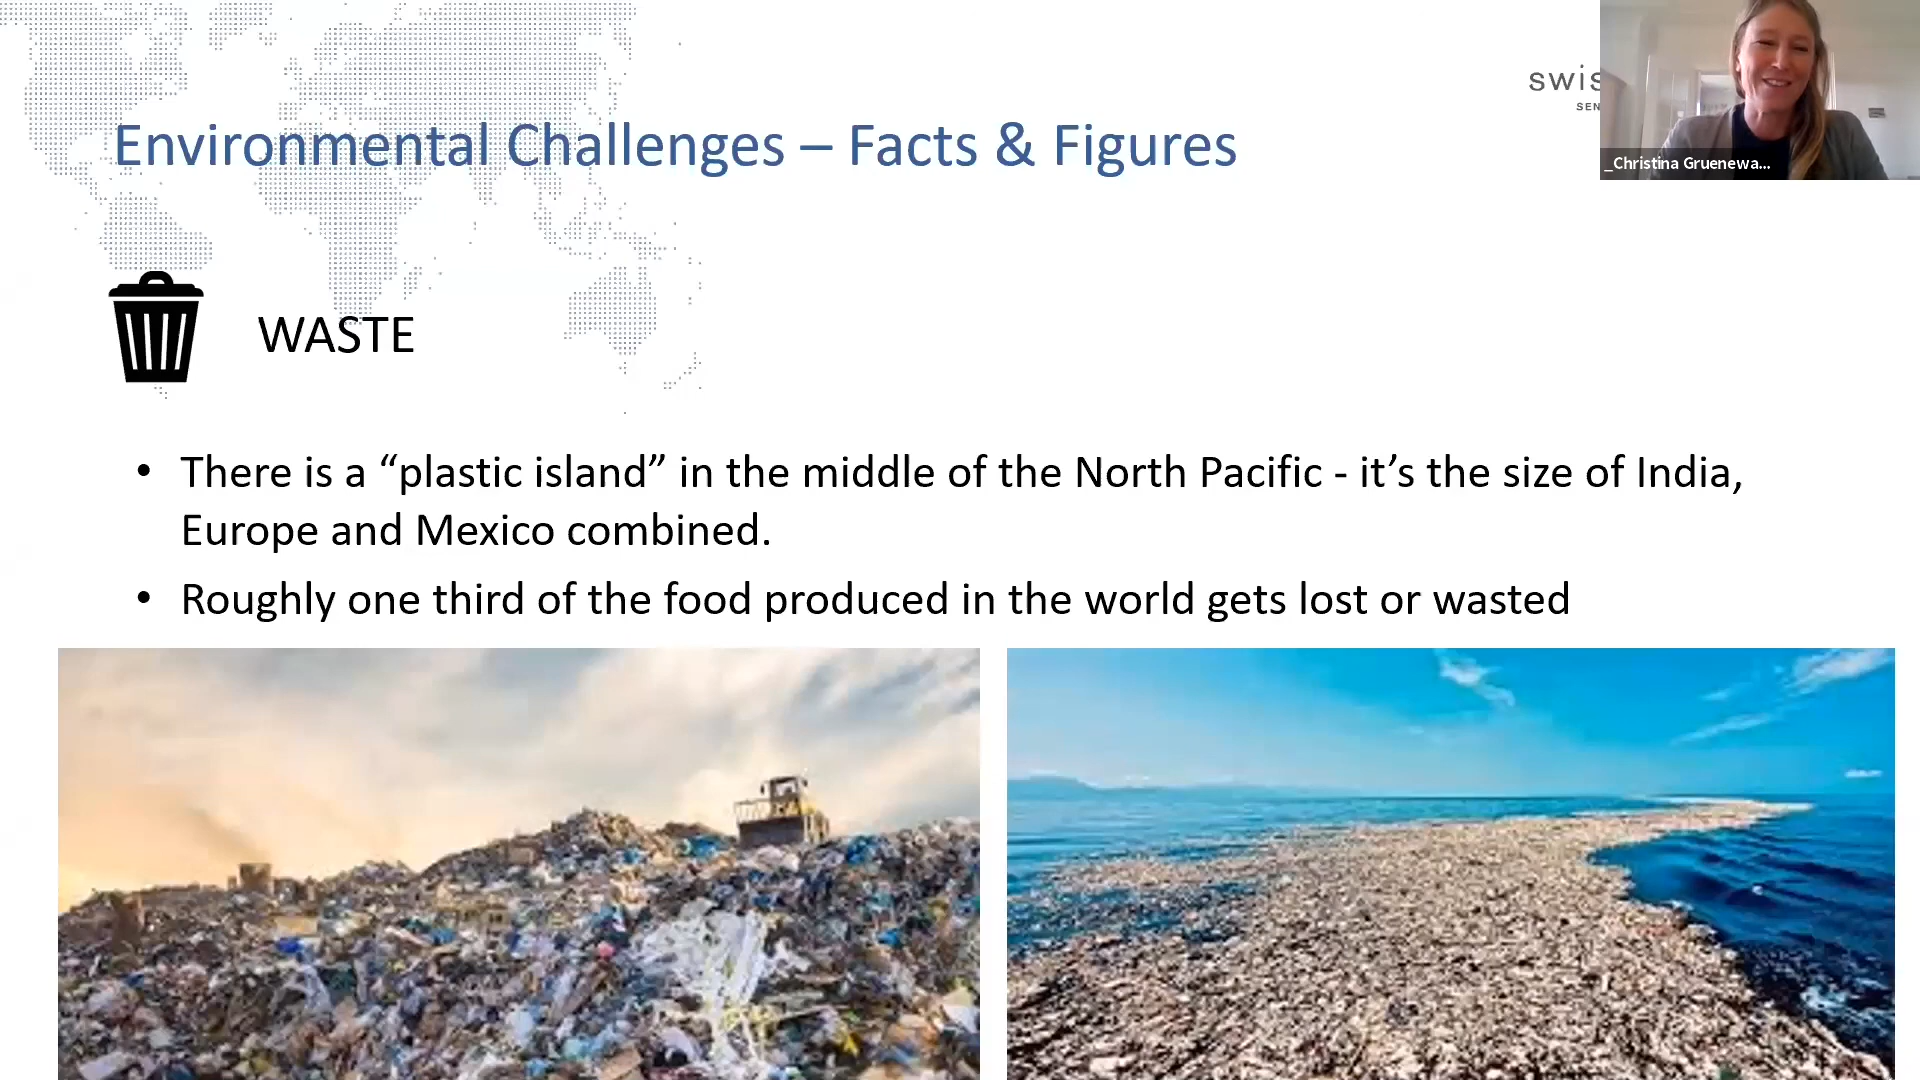 Environmental Challenges – Facts & Figures
swis
SEN
_Christina Gruenewa...
WASTE
• There is a “plastic island” in the middle of the North Pacific - it’s the size of India,
Europe and Mexico combined.
• Roughly one third of the food produced in the world gets lost or wasted